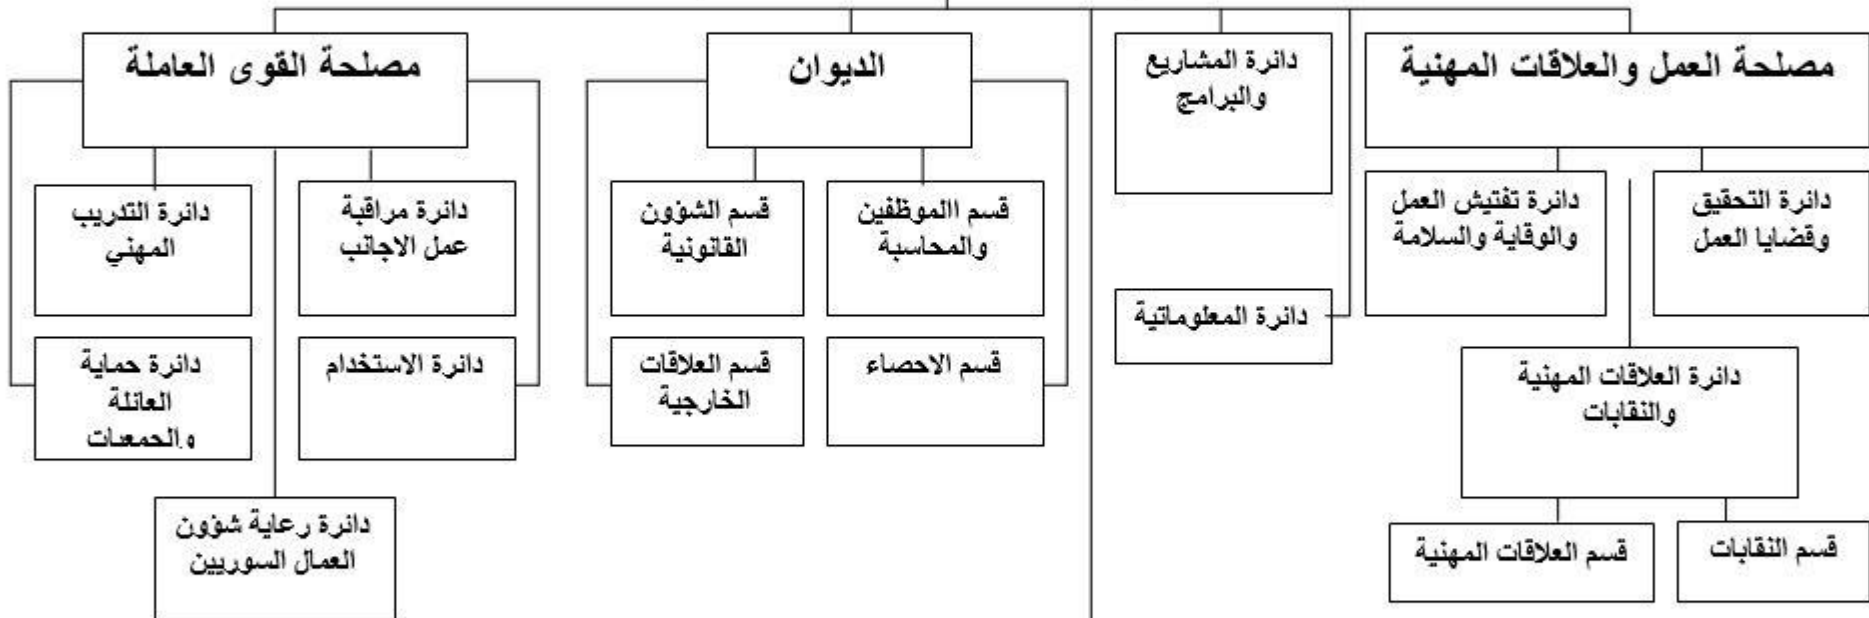 مصلحة العمل والعلاقات المهنية
دائرة المشاريع
والبرامج
الديوان
مصلحة القوى العاملة
دائرة التحقيق
وقضايا العمل
دائرة تفتيش العمل
والوقاية والسلامة
قسم االموظفين
والمحاسبة
قسم الشؤون
القانونية
دائرة مراقبة
عمل الاجانب
دائرة التدريب
المهني
دائرة المعلوماتية
دائرة العلاقات المهنية
والنقابات
قسم الاحصاء
قسم العلاقات
الخارجية
دائرة الاستخدام
دائرة حماية
العائلة
والجمعيات
قسم النقابات
قسم العلاقات المهنية
دائرة رعاية شؤون
العمال السوريين